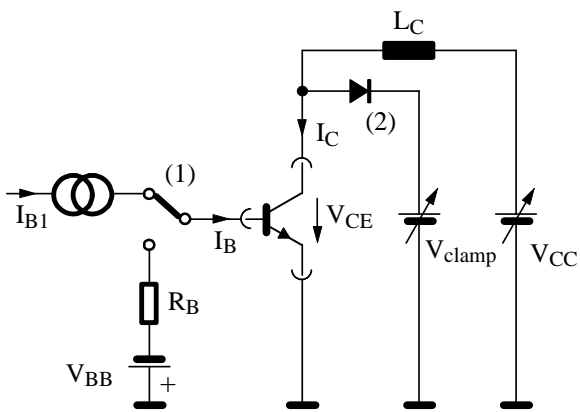 L_C
(2)
I_C
(1)
I_B1
I_B
V_CE
V_clamp
V_CC
R_B
V_BB
+